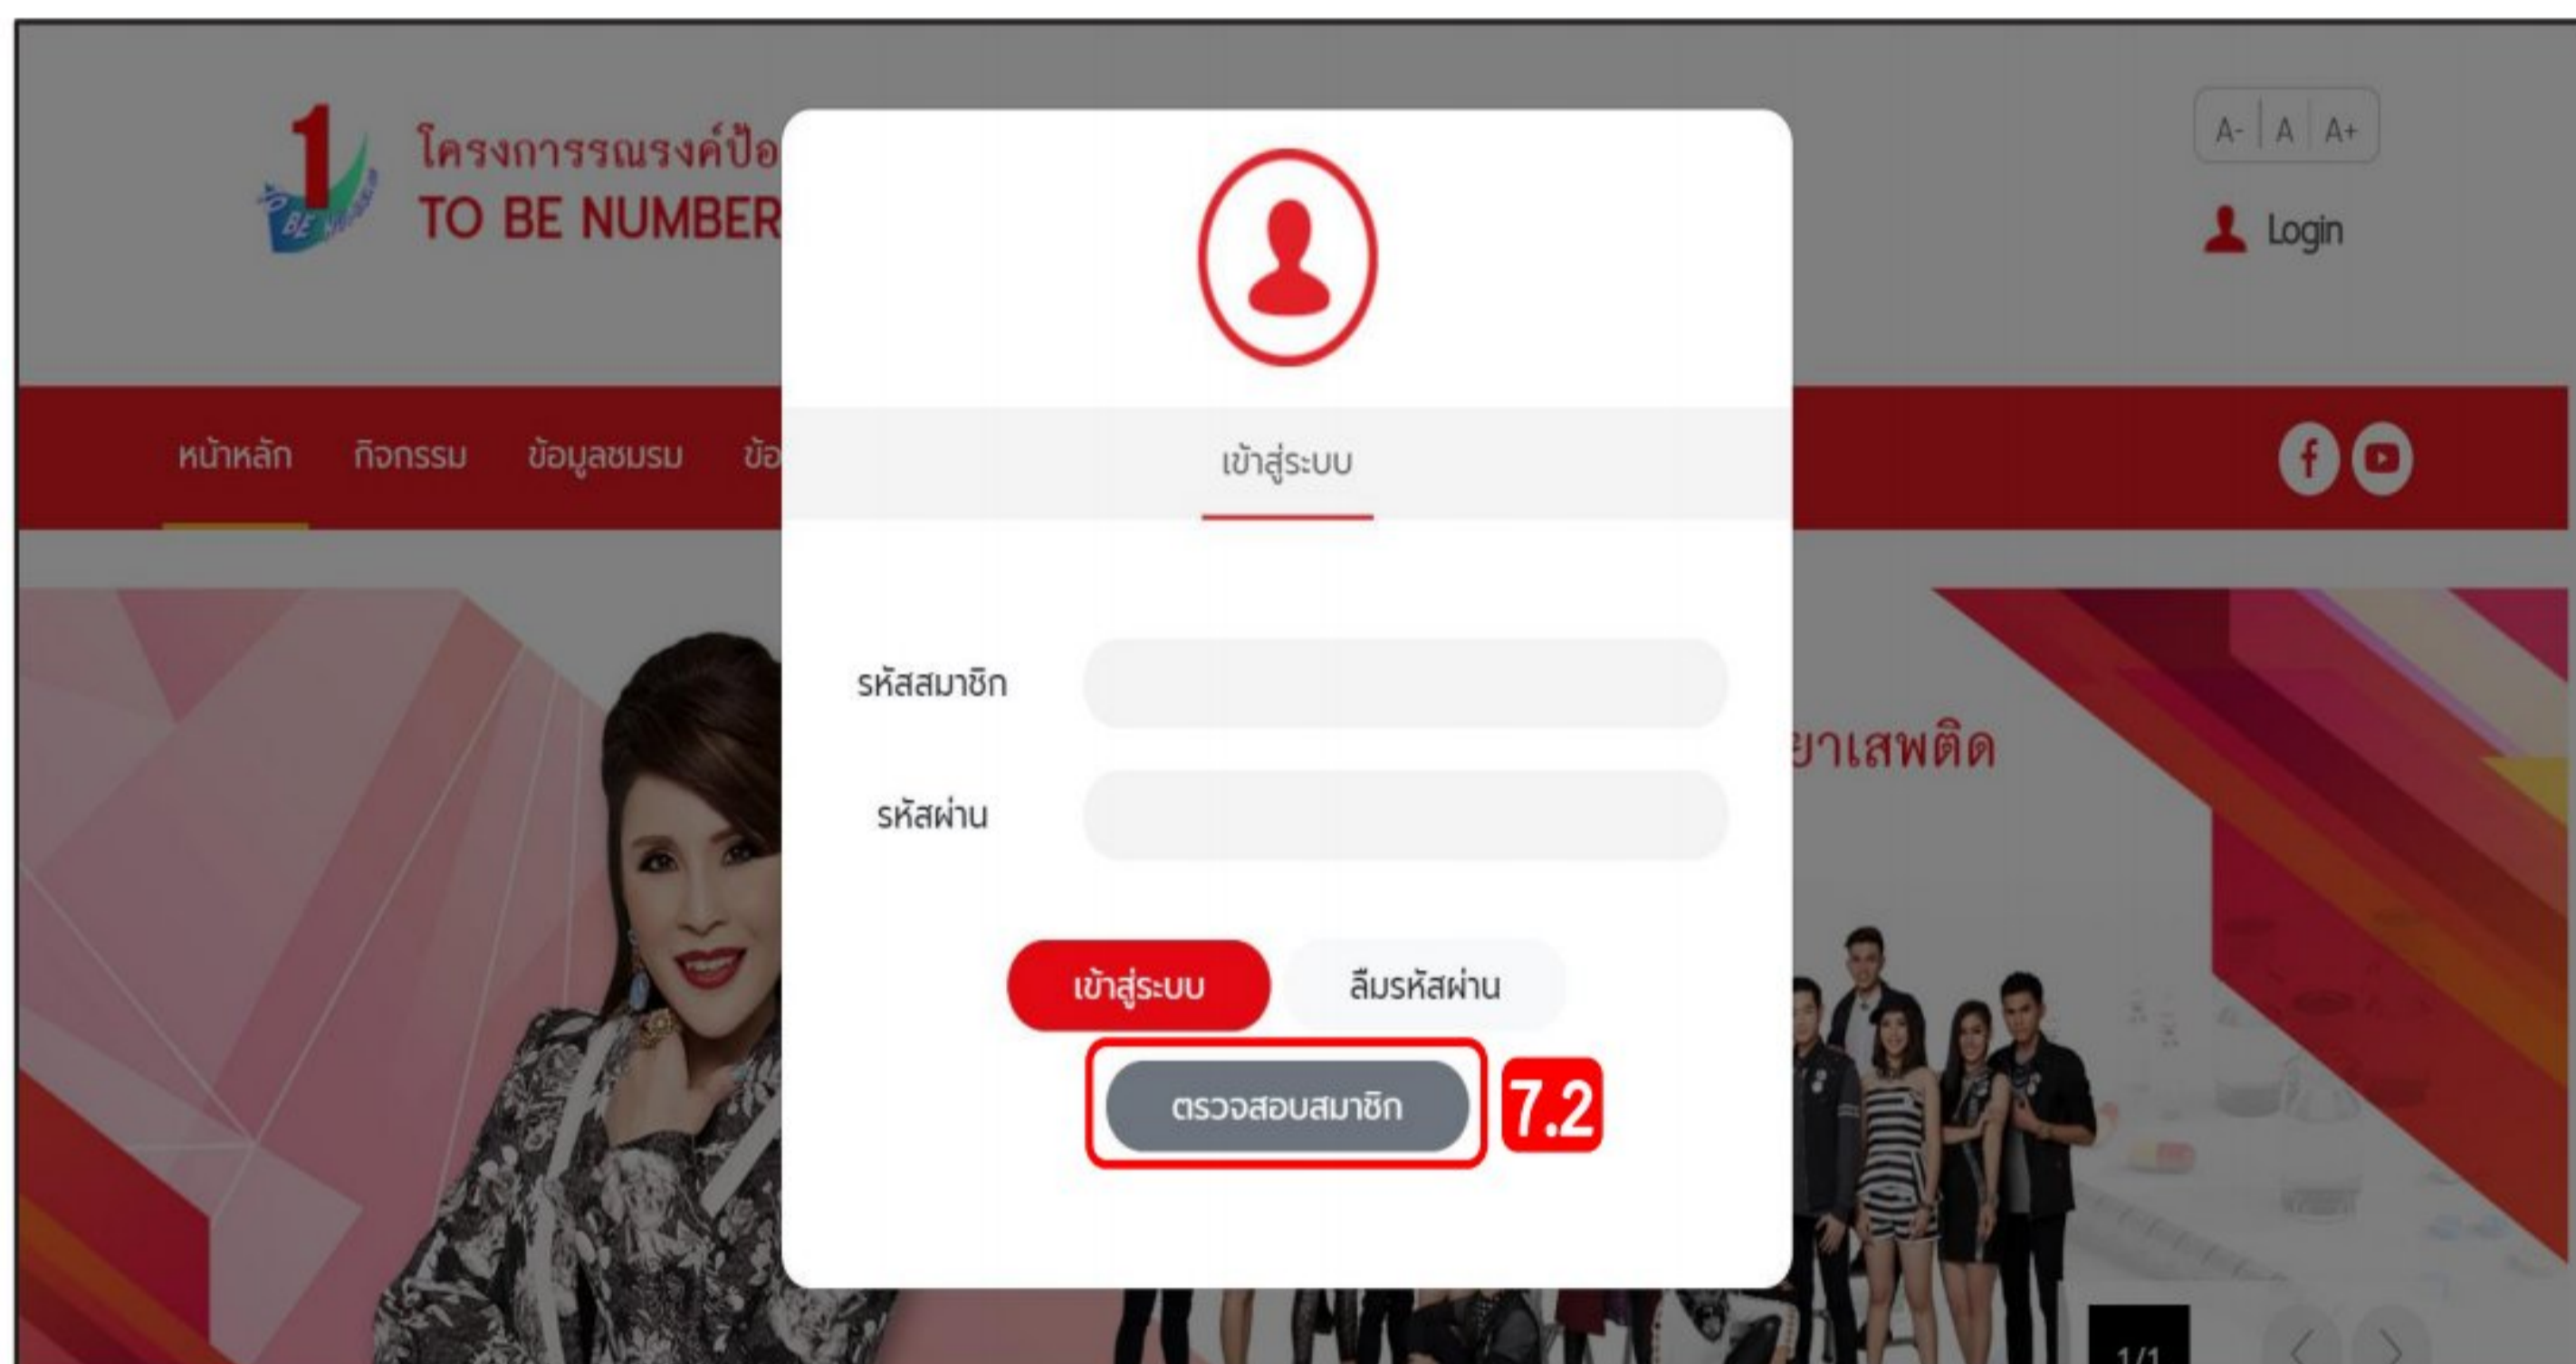 โครงการรณรงค์ป้อ
TO BE NUMBER
1
TO BE NUMBER
A- A A+
Login
หน้าหลัก กิจกรรม ข้อมูลชมรม ข้อ
เข้าสู่ระบบ
รหัสสมาชิก
ยาเสพติด
รหัสผ่าน
เข้าสู่ระบบ ลืมรหัสผ่าน
ตรวจสอบสมาชิก 7.2
1/1